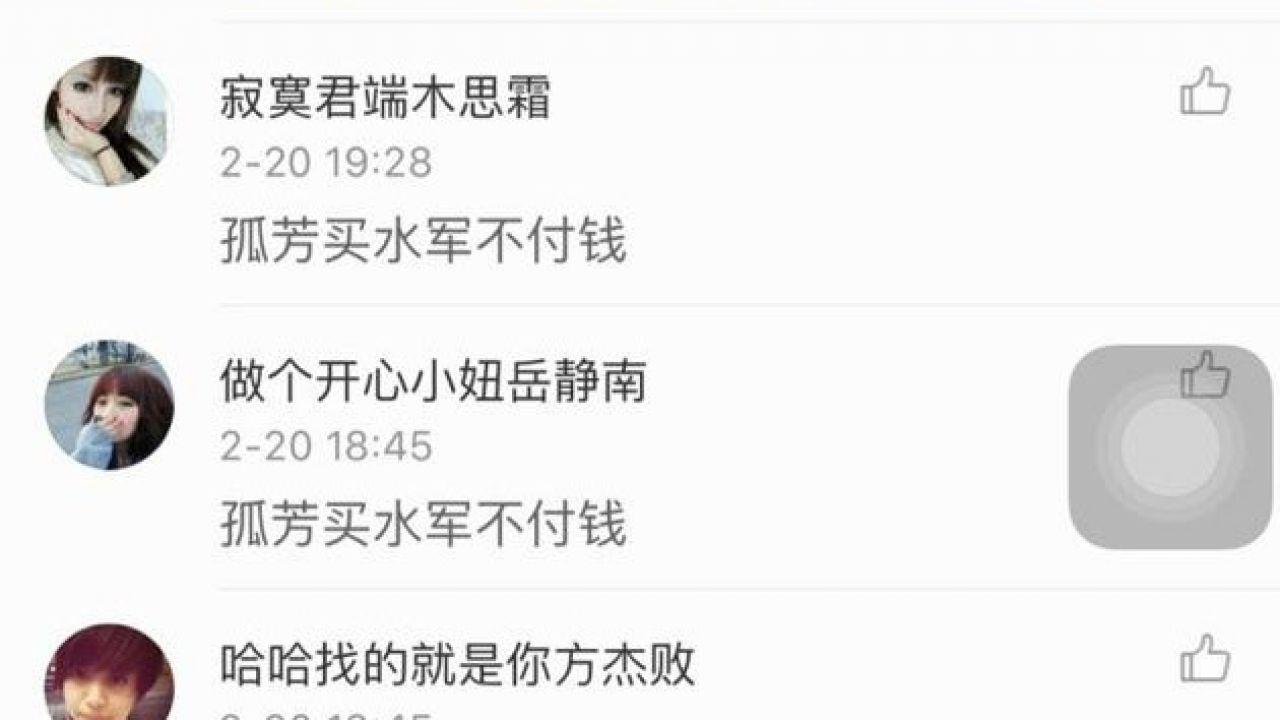 寂寞君端木思霜
2-20 19:28
孤芳买水军不付钱
做个开心小妞岳静南
2-20 18:45
孤芳买水军不付钱
哈哈找的就是你方杰败